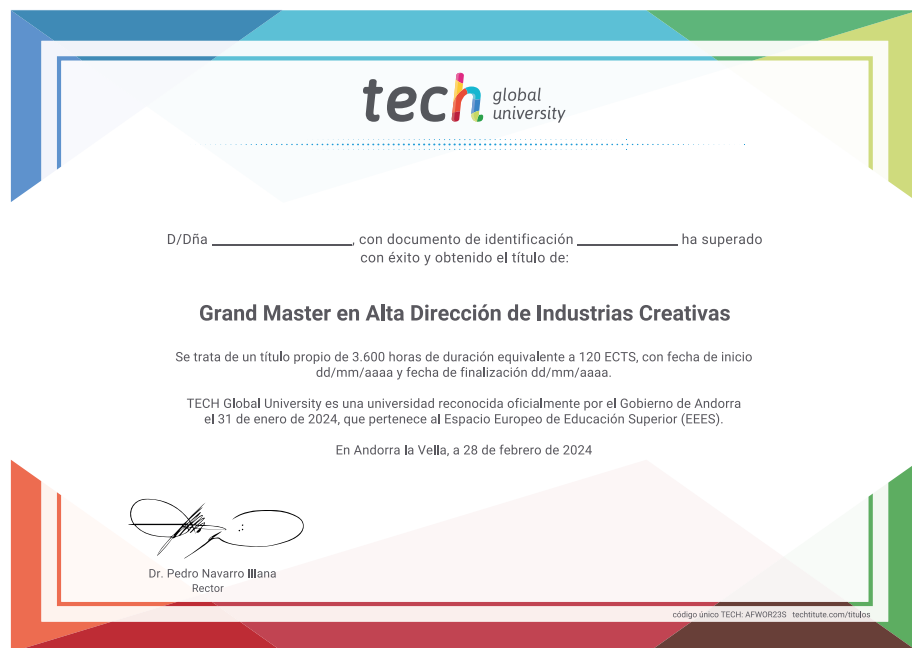 tech global university
D/Dña ______________, con documento de identificación __________ ha superado
con éxito y obtenido el título de:
Grand Master en Alta Dirección de Industrias Creativas
Se trata de un título propio de 3.600 horas de duración equivalente a 120 ECTS, con fecha de inicio
dd/mm/aaaa y fecha de finalización dd/mm/aaaa.
TECH Global University es una universidad reconocida oficialmente por el Gobierno de Andorra
el 31 de enero de 2024, que pertenece al Espacio Europeo de Educación Superior (EEES).
En Andorra la Vella, a 28 de febrero de 2024
Dr. Pedro Navarro Illana
Rector
código único TECH: AFWOR23S techtitute.com/titulos